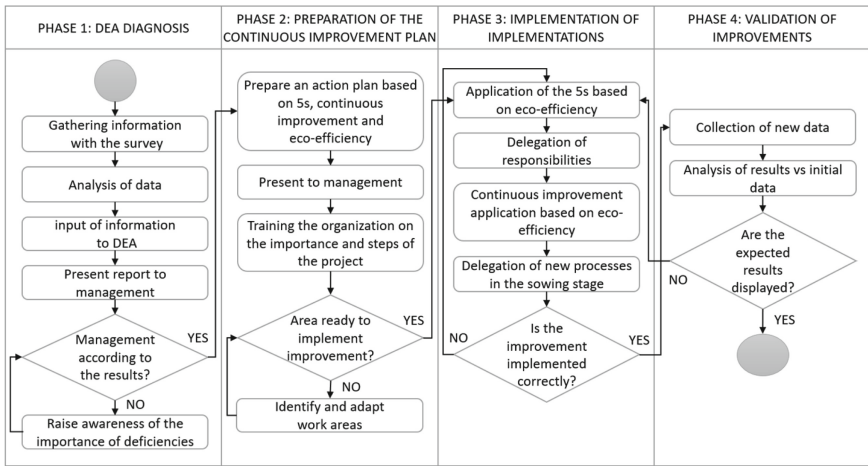 PHASE 1: DEA DIAGNOSIS
Gathering information
with the survey
Analysis of data
input of information
to DEA
Present report to
management
Management
according to
the results?
YES
NO
Raise awareness of the
importance of deficiencies
PHASE 2: PREPARATION OF THE
CONTINUOUS IMPROVEMENT PLAN
Prepare an action plan based
on 5s, continuous
improvement and
eco-efficiency
Present to management
Training the organization on
the importance and steps of
the project
Area ready to
implement
improvement?
YES
NO
Identify and adapt
work areas
PHASE 3: IMPLEMENTATION OF
IMPLEMENTATIONS
Application of the 5s based
on eco-efficiency
Delegation of
responsibilities
Continuous improvement
application based on eco-
efficiency
Delegation of new processes
in the sowing stage
NO
Is the
improvement
implemented
correctly?
YES
PHASE 4: VALIDATION OF
IMPROVEMENTS
Collection of new data
Analysis of results vs initial
data
Are the
expected
results
displayed?
NO
YES